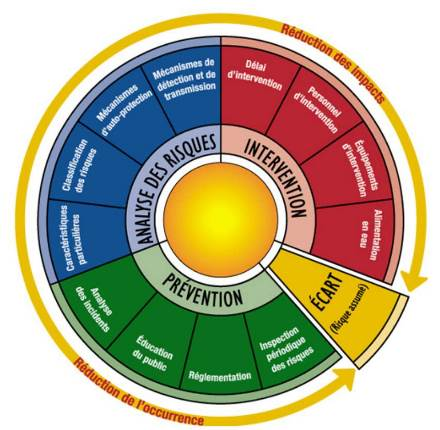 Réduction des impacts
ANALYSE DES RISQUES
Caractéristiques
particulières
Classification
des risques
Mécanismes
d'auto-protection
Mécanismes de
détection et de
transmission
INTERVENTION
Délai
d'intervention
Personnel
d'intervention
Équipements
d'intervention
Alimentation
en eau
ÉCART
(Risque assumé)
PRÉVENTION
Analyse
des incidents
Éducation
du public
Réglementation
Inspection
périodique
des risques
Réduction de l'occurrence